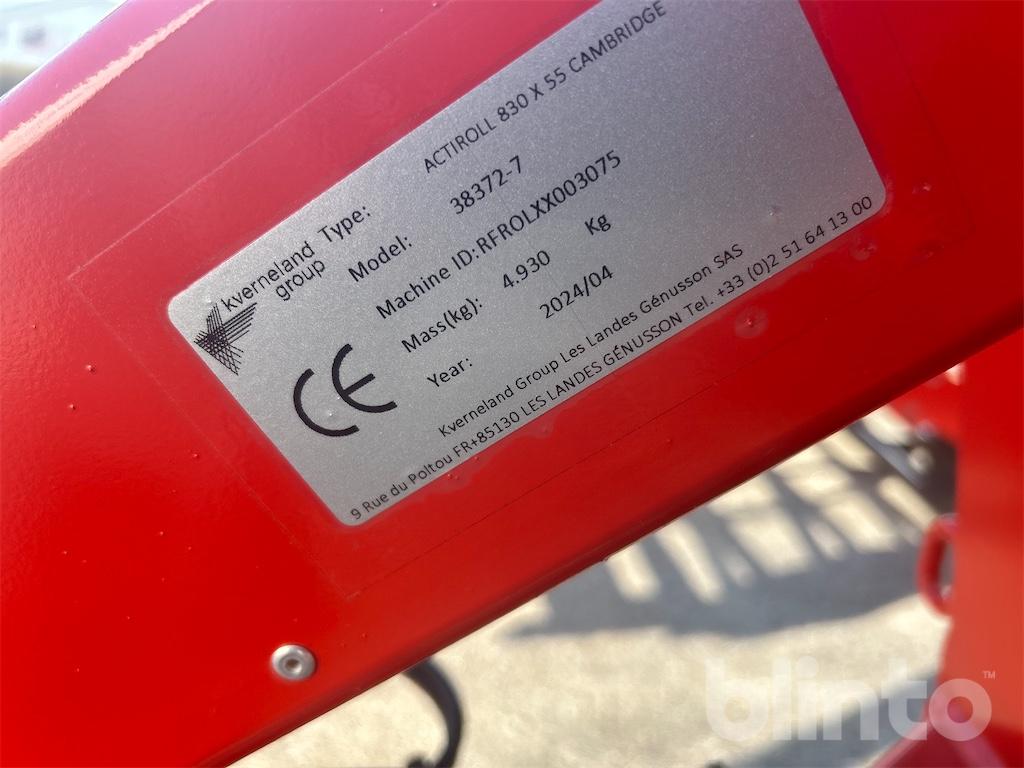 kverneland
group
Type: ACTIROLL 830 X 55 CAMBRIDGE
Model: 38372-7
Machine ID: RFROLXX003075
Mass(kg): 4.930 Kg
Year: 2024/04
CE
Kverneland Group Les Landes Génusson SAS
9 Rue du Poltou FR+85130 LES LANDES GÉNUSSON Tel. +33 (0)2 51 64 13 00
blinto™